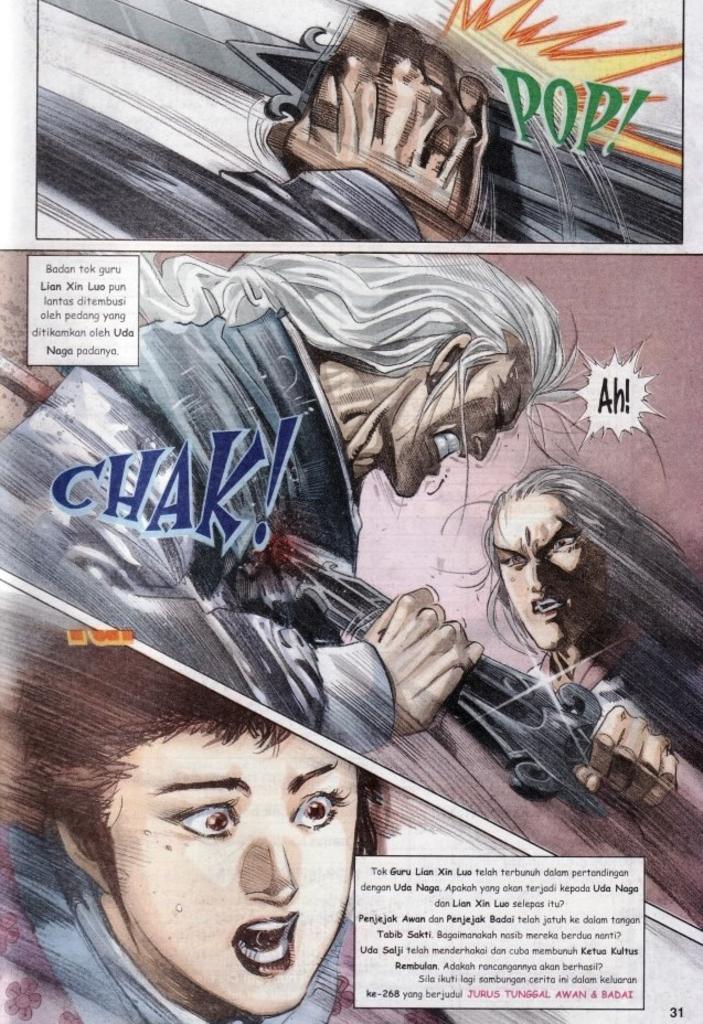 POP!
Badan tok guru
Lian Xin Luo pun
lantas ditembusi
oleh pedang yang
ditikamkan oleh Uda
Naga padanya.
Ah!
CHAK!
Tok Guru Lian Xin Luo telah terbunuh dalam pertandingan
dengan Uda Naga. Apakah yang akan terjadi kepada Uda Naga
dan Lian Xin Luo selepas itu?
Penjejak Awan dan Penjejak Badai telah jatuh ke dalam tangan
Tabib Sakti. Bagaimanakah nasib mereka berdua nanti?
Uda Salji telah menderhakai dan cuba membunuh Ketua Kultus
Rembulan. Adakah rancangannya akan berhasil?
Sila ikuti lagi sambungan cerita ini dalam keluaran
ke-268 yang berjudul JURUS TUNGGAL AWAN & BADAI
31